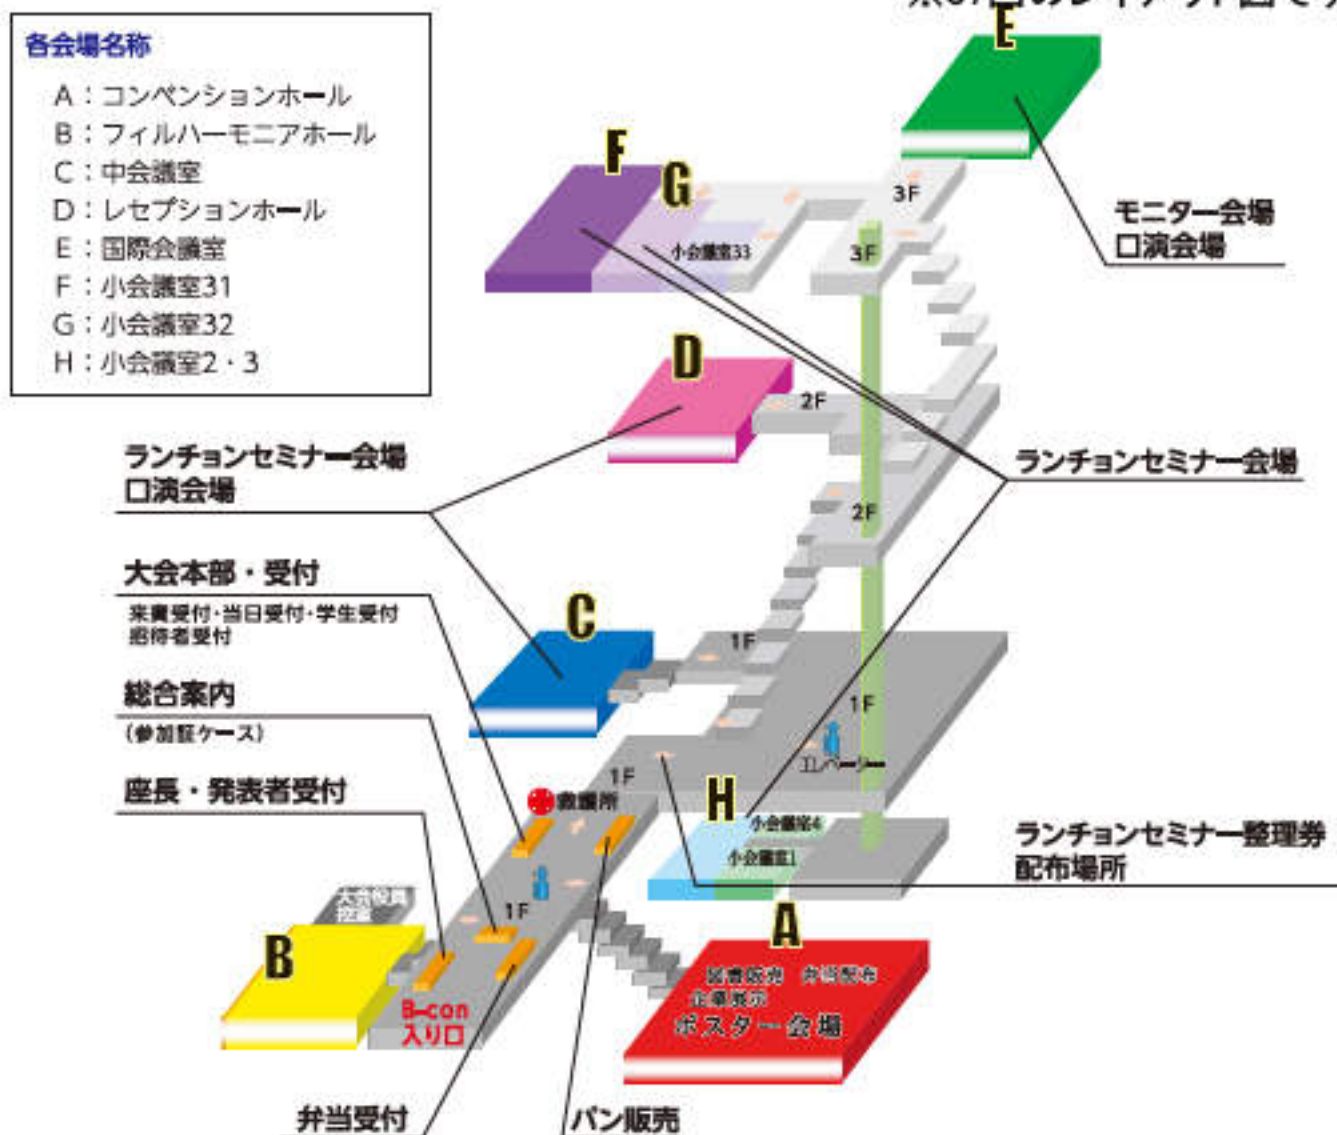 各会場名称
A：コンベンションホール
B：フィルハーモニアホール
C：中会議室
D：レセプションホール
E：国際会議室
F：小会議室31
G：小会議室32
H：小会議室2・3
E
F
G
小会議室33
3F
3F
モニター会場
口演会場
D
2F
2F
ランチョンセミナー会場
口演会場
ランチョンセミナー会場
大会本部・受付
来賓受付・当日受付・学生受付
招待者受付
C
1F
総合案内
(参加証ケース)
1F
エレベーター
座長・発表者受付
1F
救護所
H
小会議室4
小会議室1
ランチョンセミナー整理券
配布場所
大会役員
控室
1F
B
A
図書販売 弁当配布
企業展示
ポスター会場
B-con
入り口
弁当受付
パン販売